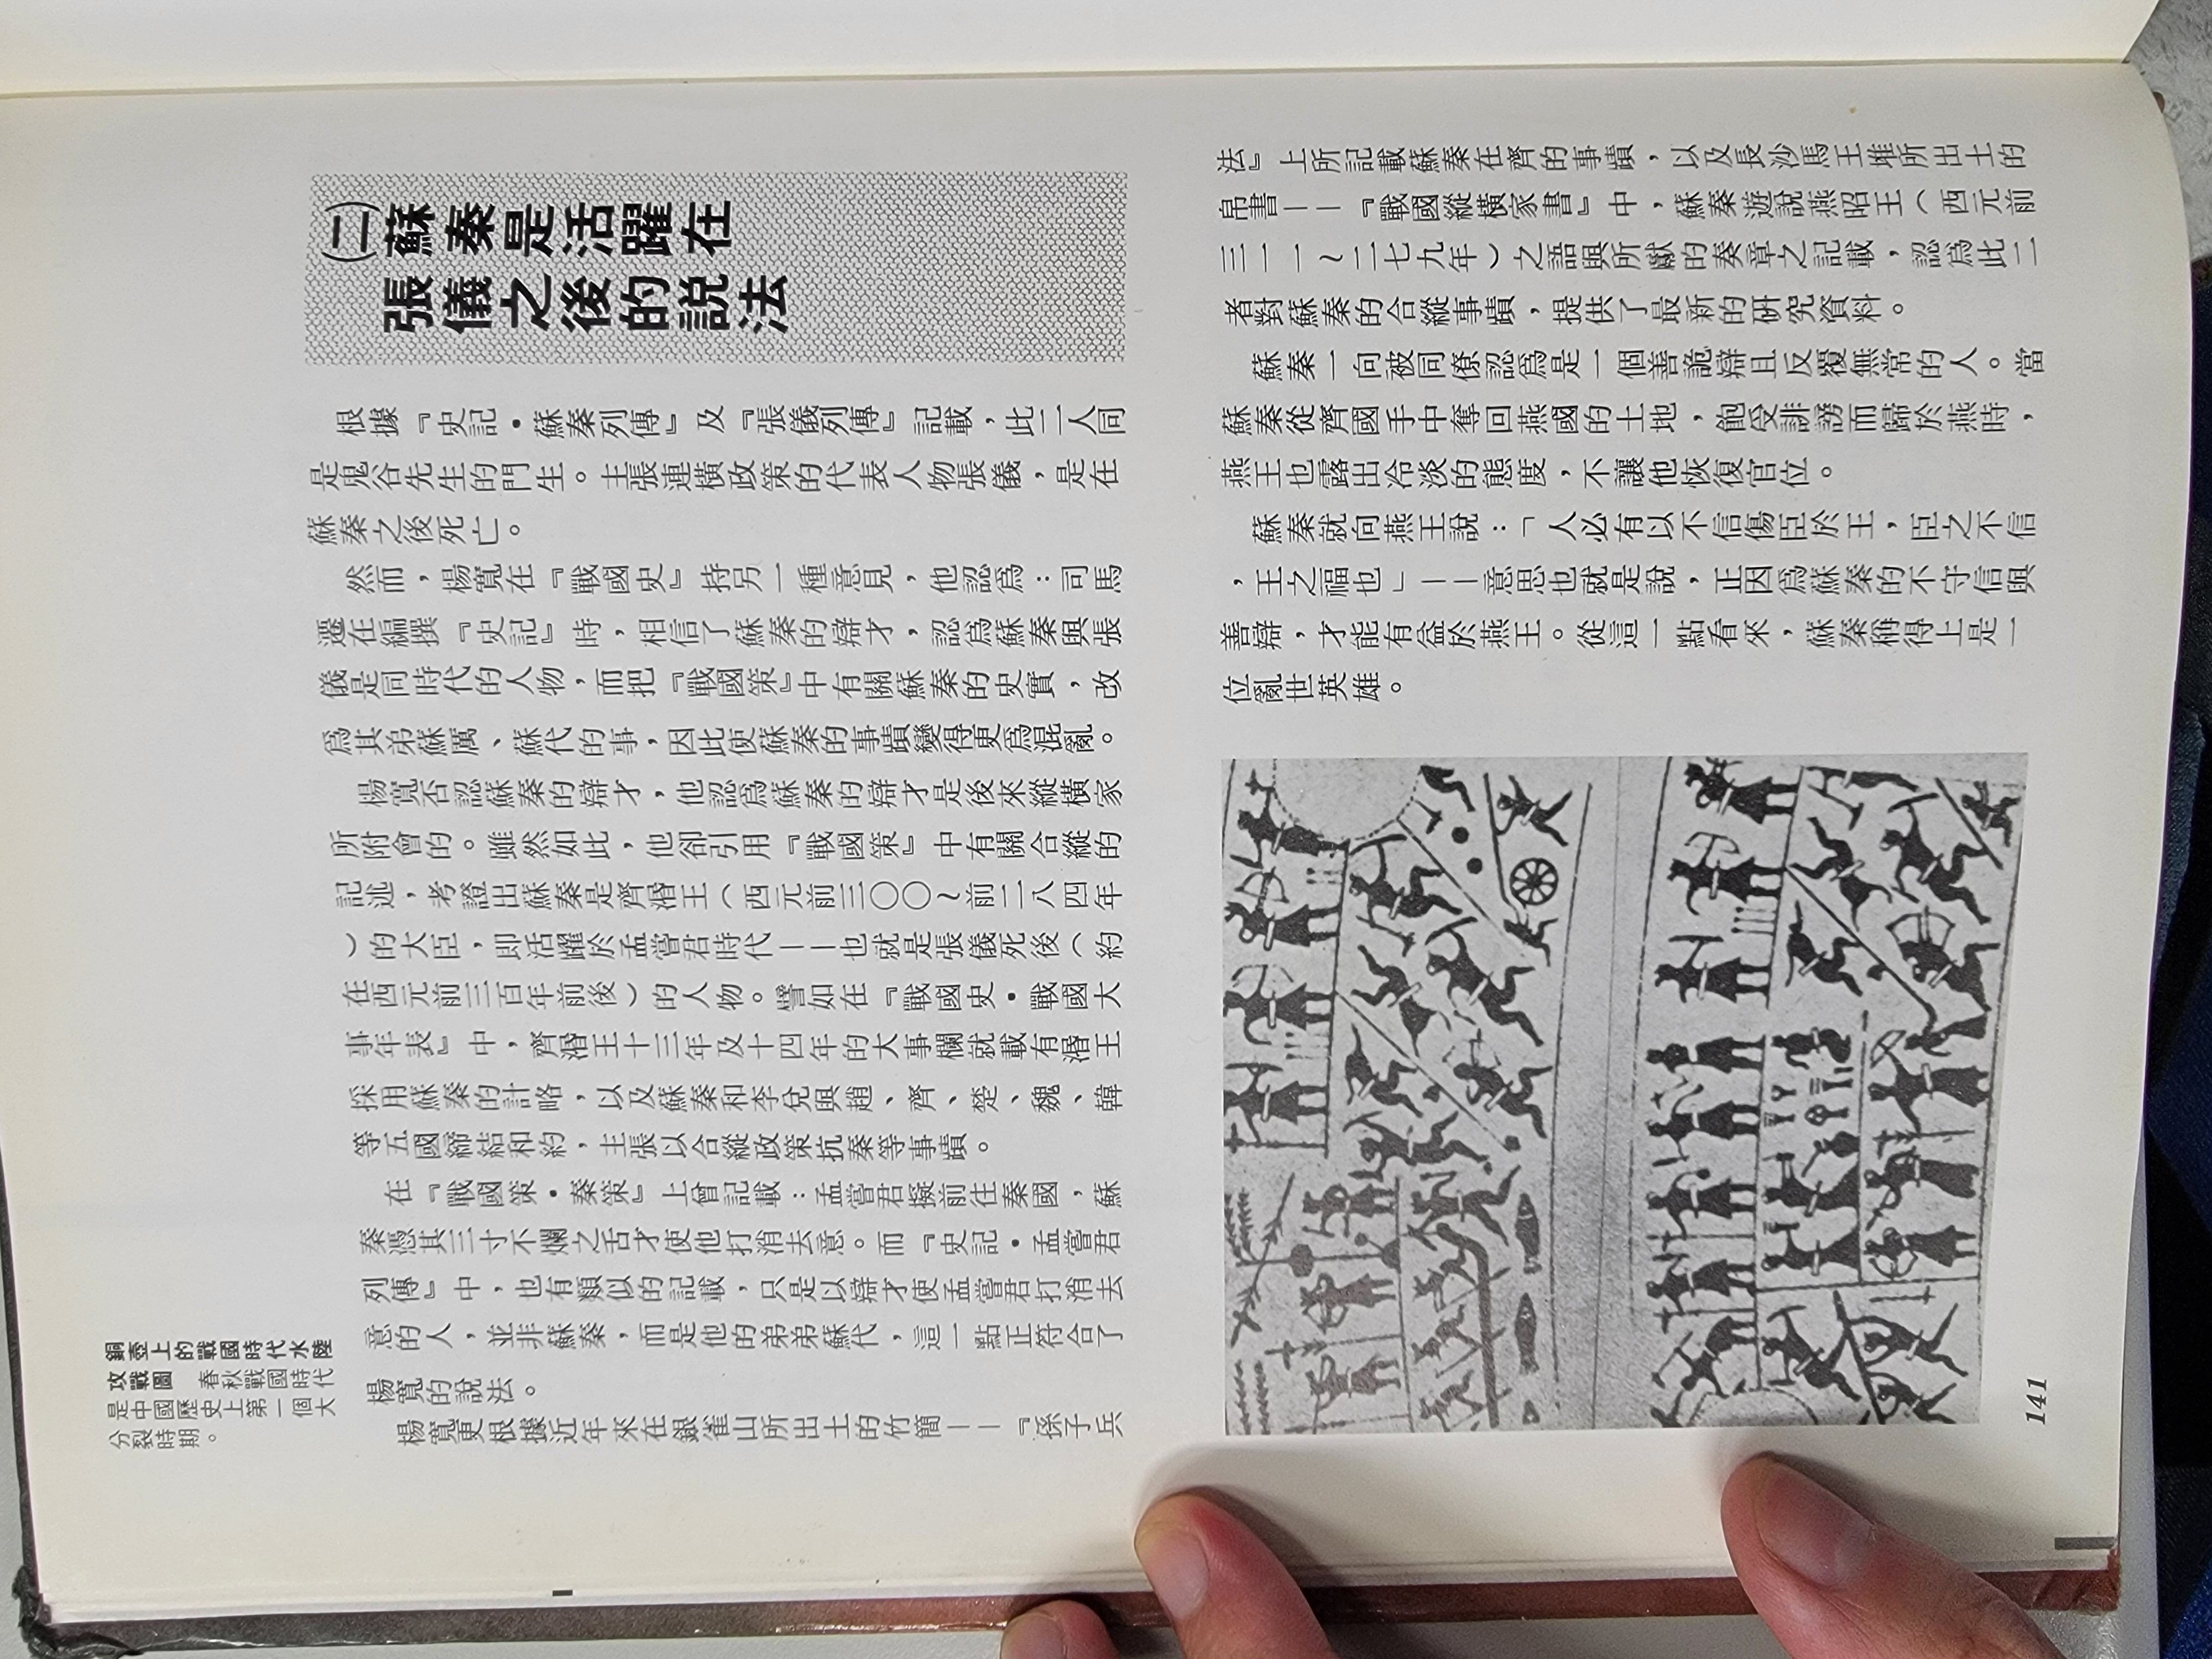 ㈡蘇秦是活躍在
張儀之後的説法
根據『史記・蘇秦列傳』及『張儀列傳』記載，此二人同
是鬼谷先生的門生。主張連橫政策的代表人物張儀，是在
蘇秦之後死亡。
然而，楊寬在『戰國史』持另一種意見，他認爲：司馬
遷在編撰『史記』時，相信了蘇秦的辯才，認爲蘇秦與張
儀是同時代的人物，而把『戰國策』中有關蘇秦的史實，改
爲其弟蘇厲、蘇代的事，因此使蘇秦的事蹟變得更爲混亂。
楊寬否認蘇秦的辯才，他認爲蘇秦的辯才是後來縱橫家
所附會的。雖然如此，他卻引用『戰國策』中有關合縱的
記述，考證出蘇秦是齊湣王（西元前三〇〇～前二八四年
）的大臣，即活躍於孟嘗君時代——也就是張儀死後（約
在西元前三百年前後）的人物。譬如在『戰國史・戰國大
事年表』中，齊湣王十三年及十四年的大事欄就載有湣王
採用蘇秦的計略，以及蘇秦和李兌與趙、齊、楚、魏、韓
等五國締結和約，主張以合縱政策抗秦等事蹟。
在『戰國策・秦策』上曾記載：孟嘗君擬前往秦國，蘇
秦憑其三寸不爛之舌才使他打消去意。而『史記・孟嘗君
列傳』中，也有類似的記載，只是以辯才使孟嘗君打消去
意的人，並非蘇秦，而是他的弟弟蘇代，這一點正符合了
楊寬的說法。
楊寬更根據近年來在銀雀山所出土的竹簡——『孫子兵
法』上所記載蘇秦在齊的事蹟，以及長沙馬王堆所出土的
帛書——『戰國縱橫家書』中，蘇秦遊說燕昭王（西元前
三一一～二七九年）之語與所獻的奏章之記載，認爲此二
者對蘇秦的合縱事蹟，提供了最新的研究資料。
蘇秦一向被同僚認爲是一個善詭辯且反覆無常的人。當
蘇秦從齊國手中奪回燕國的土地，飽受誹謗而歸於燕時，
燕王也露出冷淡的態度，不讓他恢復官位。
蘇秦就向燕王說：「人必有以不信傷臣於王，臣之不信
，王之福也」——意思也就是說，正因爲蘇秦的不守信與
善辯，才能有益於燕王。從這一點看來，蘇秦稱得上是一
位亂世英雄。
銅壺上的戰國時代水陸
攻戰圖　春秋戰國時代
是中國歷史上第一個大
分裂時期。
141